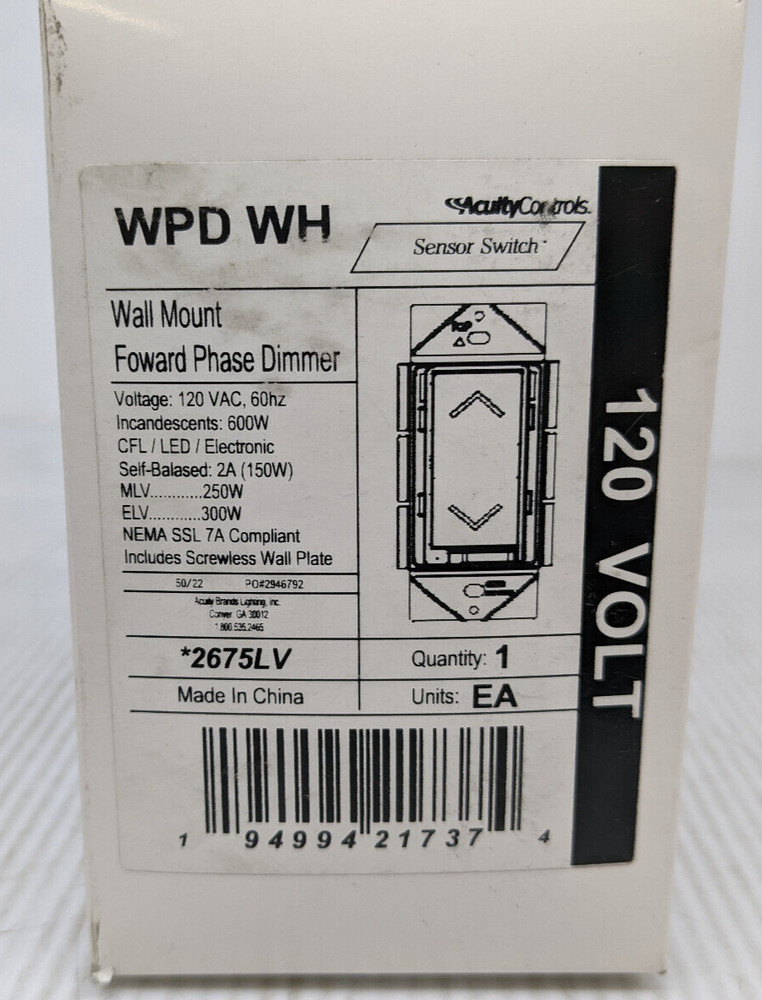 WPD WH
AcuityControls.
Sensor Switch
Wall Mount
Foward Phase Dimmer
Voltage: 120 VAC, 60hz
Incandescents: 600W
CFL / LED / Electronic
Self-Balased: 2A (150W)
MLV............250W
ELV............300W
NEMA SSL 7A Compliant
Includes Screwless Wall Plate
50/22 PO#2946792
Acuity Brands Lighting, Inc.
Conyer, GA 30012
1.800.535.2465
*2675LV
Quantity: 1
Made In China
Units: EA
1 94994 21737 4
120 VOLT